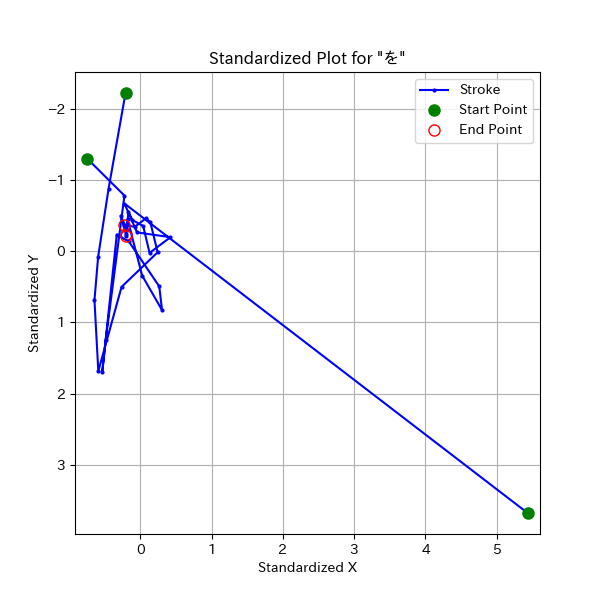 Standardized Plot for "を"
Stroke
Start Point
End Point
−2
−1
0
1
2
3
Standardized Y
0 1 2 3 4 5
Standardized X